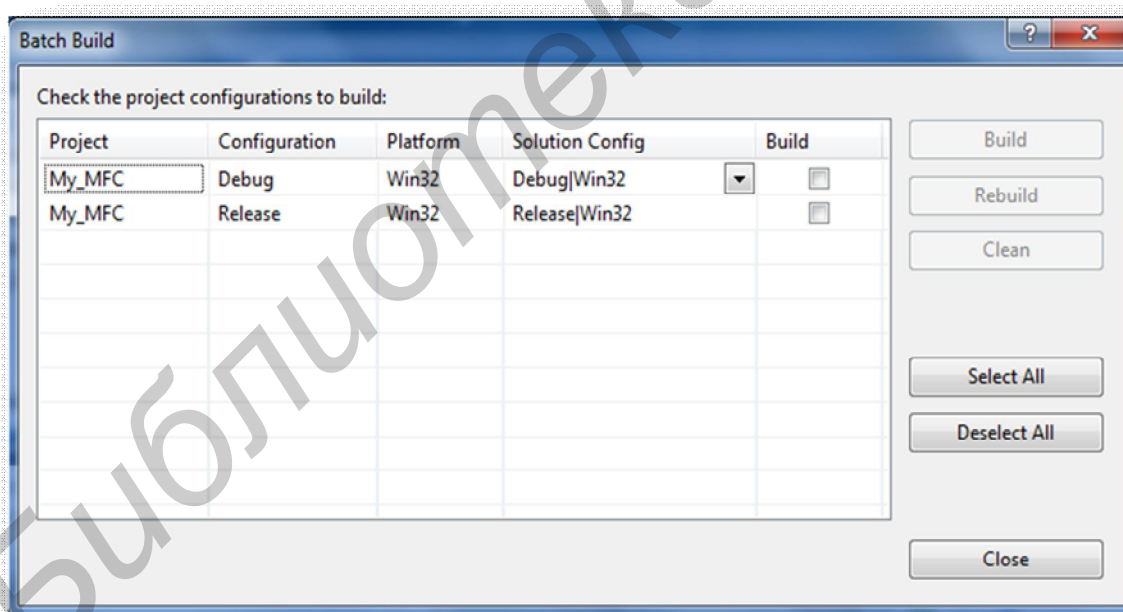 Batch Build
Check the project configurations to build:
Project Configuration Platform Solution Config Build
My_MFC Debug Win32 Debug|Win32
My_MFC Release Win32 Release|Win32
Build
Rebuild
Clean
Select All
Deselect All
Close